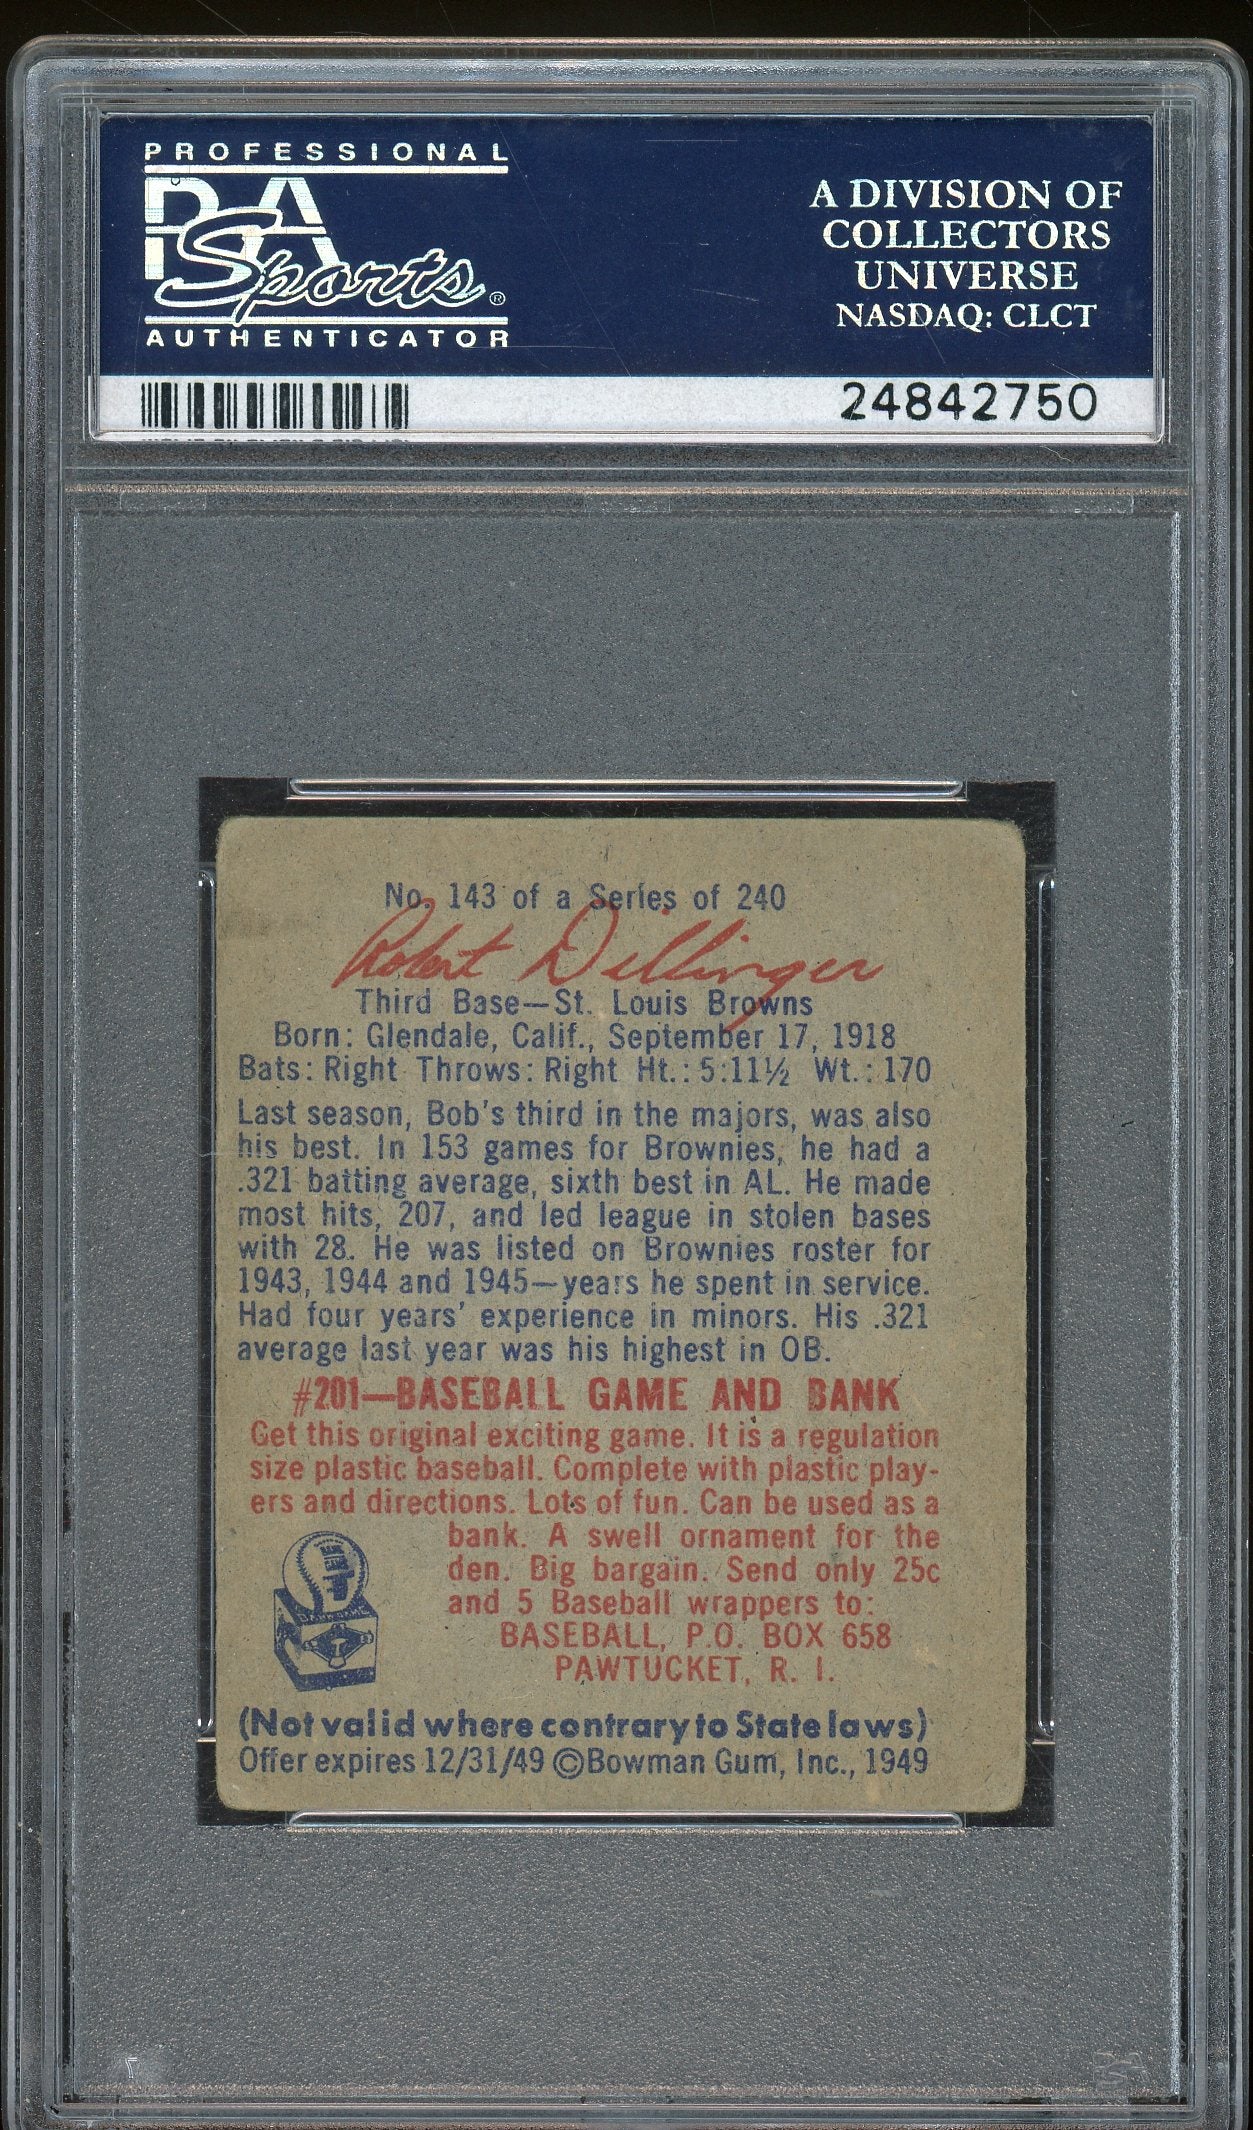 PROFESSIONAL
PSA
Sports®
AUTHENTICATOR
A DIVISION OF
COLLECTORS
UNIVERSE
NASDAQ: CLCT
24842750
No. 143 of a Series of 240
Robert Dillinger
Third Base—St. Louis Browns
Born: Glendale, Calif., September 17, 1918
Bats: Right Throws: Right Ht.: 5:11½ Wt.: 170
Last season, Bob's third in the majors, was also
his best. In 153 games for Brownies, he had a
.321 batting average, sixth best in AL. He made
most hits, 207, and led league in stolen bases
with 28. He was listed on Brownies roster for
1943, 1944 and 1945—years he spent in service.
Had four years' experience in minors. His .321
average last year was his highest in OB.
#201—BASEBALL GAME AND BANK
Get this original exciting game. It is a regulation
size plastic baseball. Complete with plastic play-
ers and directions. Lots of fun. Can be used as a
bank. A swell ornament for the
den. Big bargain. Send only 25c
and 5 Baseball wrappers to:
BASEBALL, P.O. BOX 658
PAWTUCKET, R. I.
(Not valid where contrary to State laws)
Offer expires 12/31/49 ©Bowman Gum, Inc., 1949
PSA